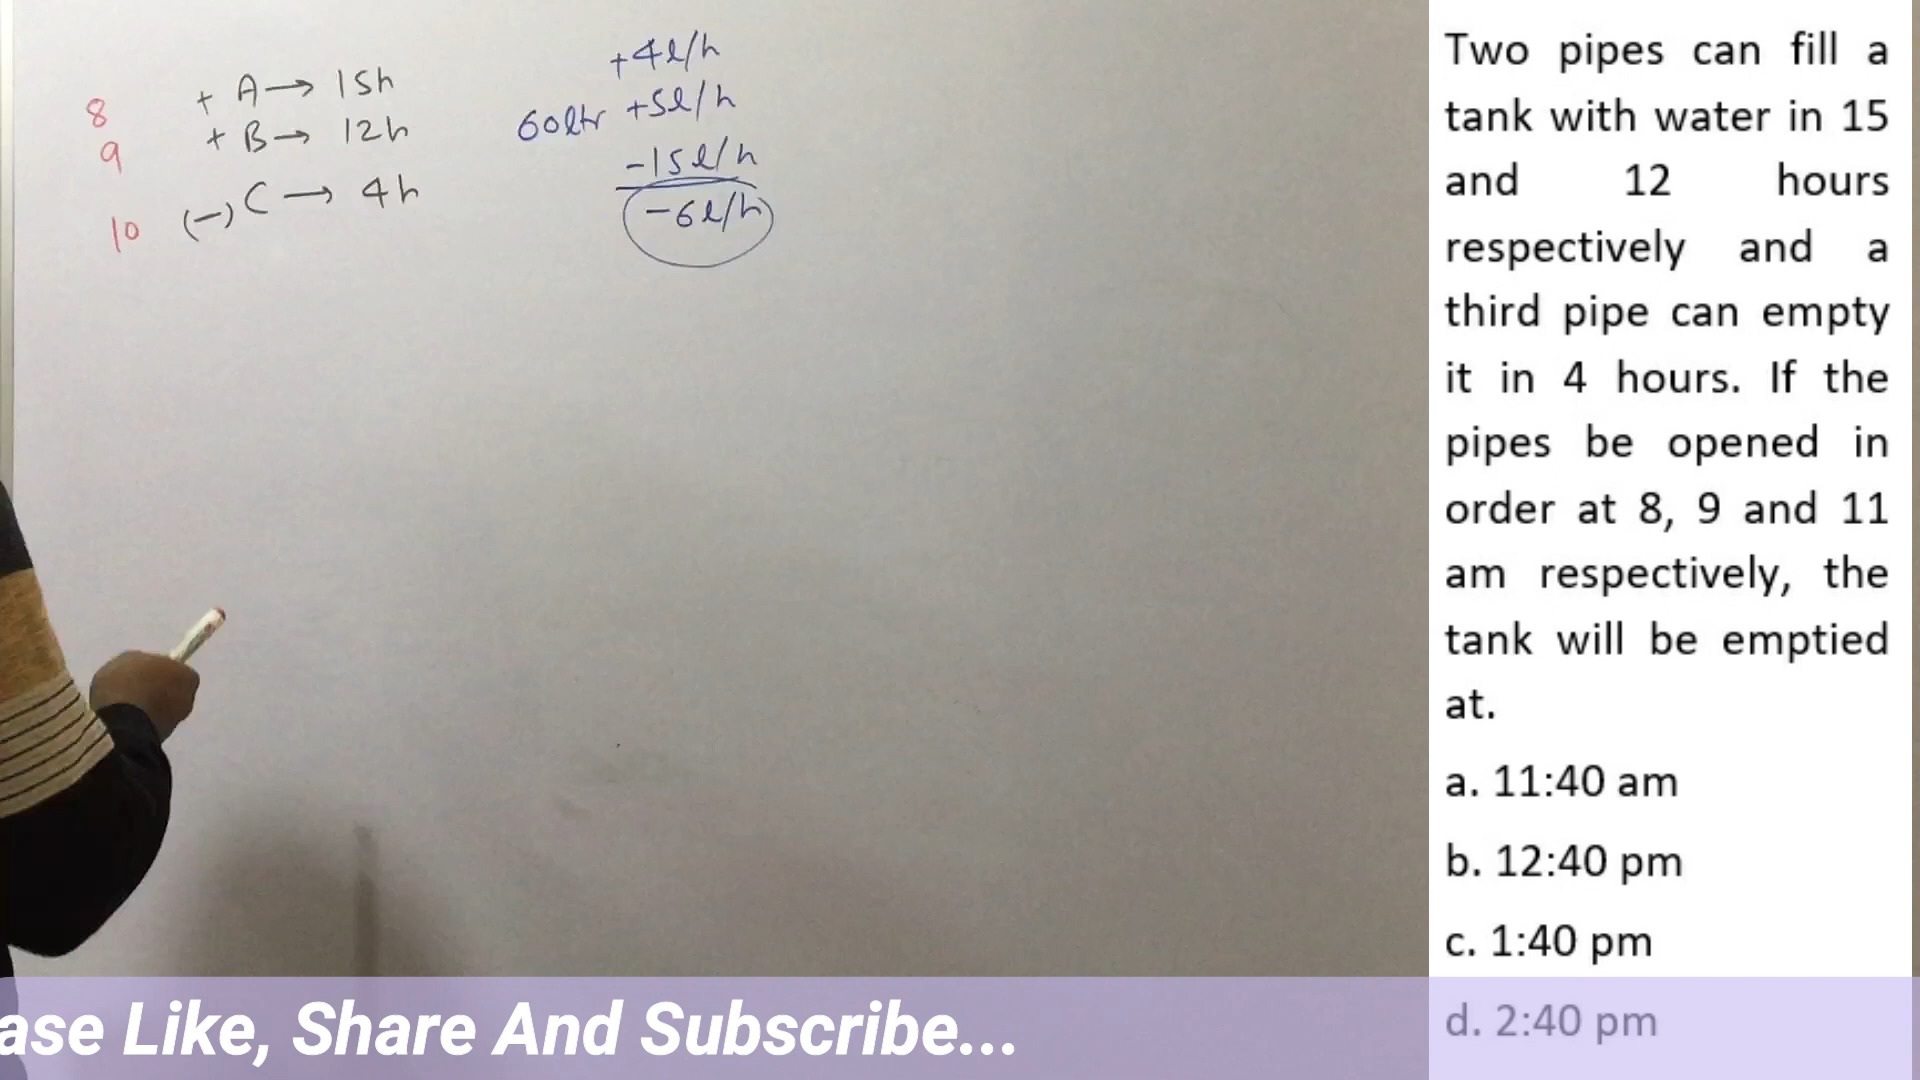 8 + A → 15h
9 + B → 12h
10 (-) C → 4h
+4l/h
60ltr +5l/h
-15l/h
-6l/h
Two pipes can fill a
tank with water in 15
and 12 hours
respectively and a
third pipe can empty
it in 4 hours. If the
pipes be opened in
order at 8, 9 and 11
am respectively, the
tank will be emptied
at.
a. 11:40 am
b. 12:40 pm
c. 1:40 pm
d. 2:40 pm
ase Like, Share And Subscribe...